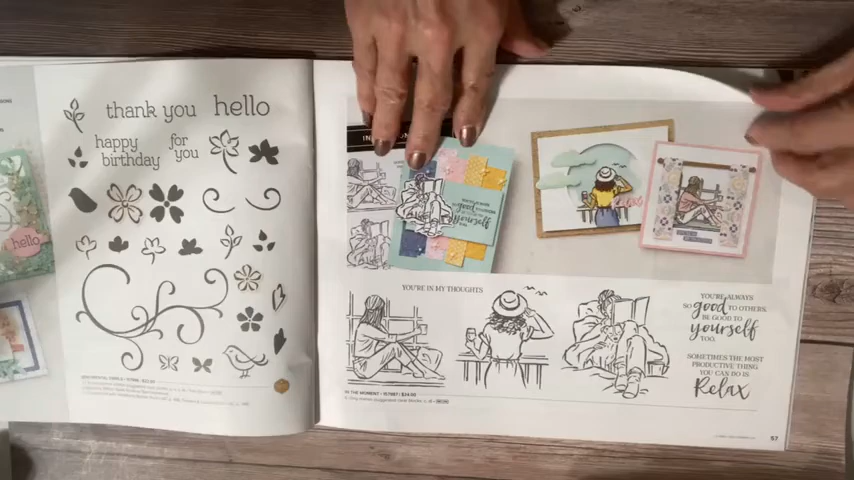 thank you hello
happy
birthday
for
you
hello
good
yourself
YOU'RE IN MY THOUGHTS
YOU'RE ALWAYS
SO good TO OTHERS
BE GOOD TO
yourself
TOO.
SOMETIMES THE MOST
PRODUCTIVE THING
YOU CAN DO IS
Relax
IN THE MOMENT
57